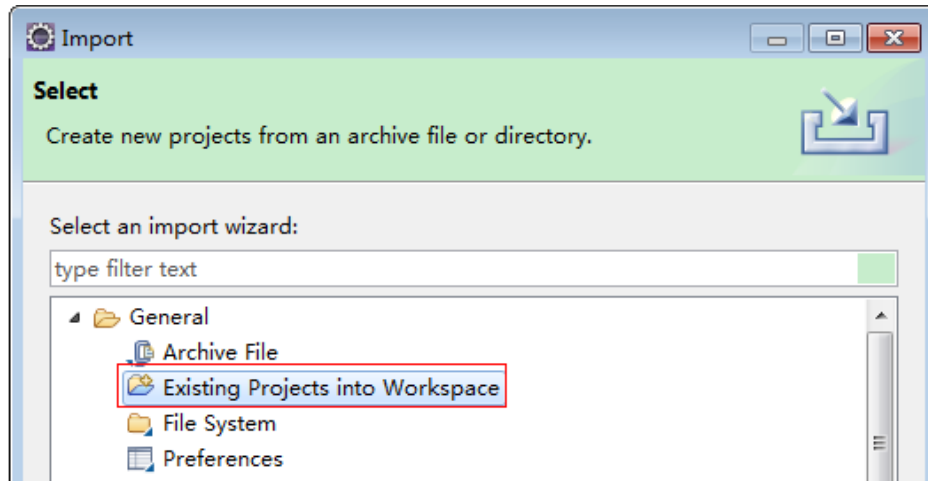 Import
Select
Create new projects from an archive file or directory.
Select an import wizard:
type filter text
General
Archive File
Existing Projects into Workspace
File System
Preferences